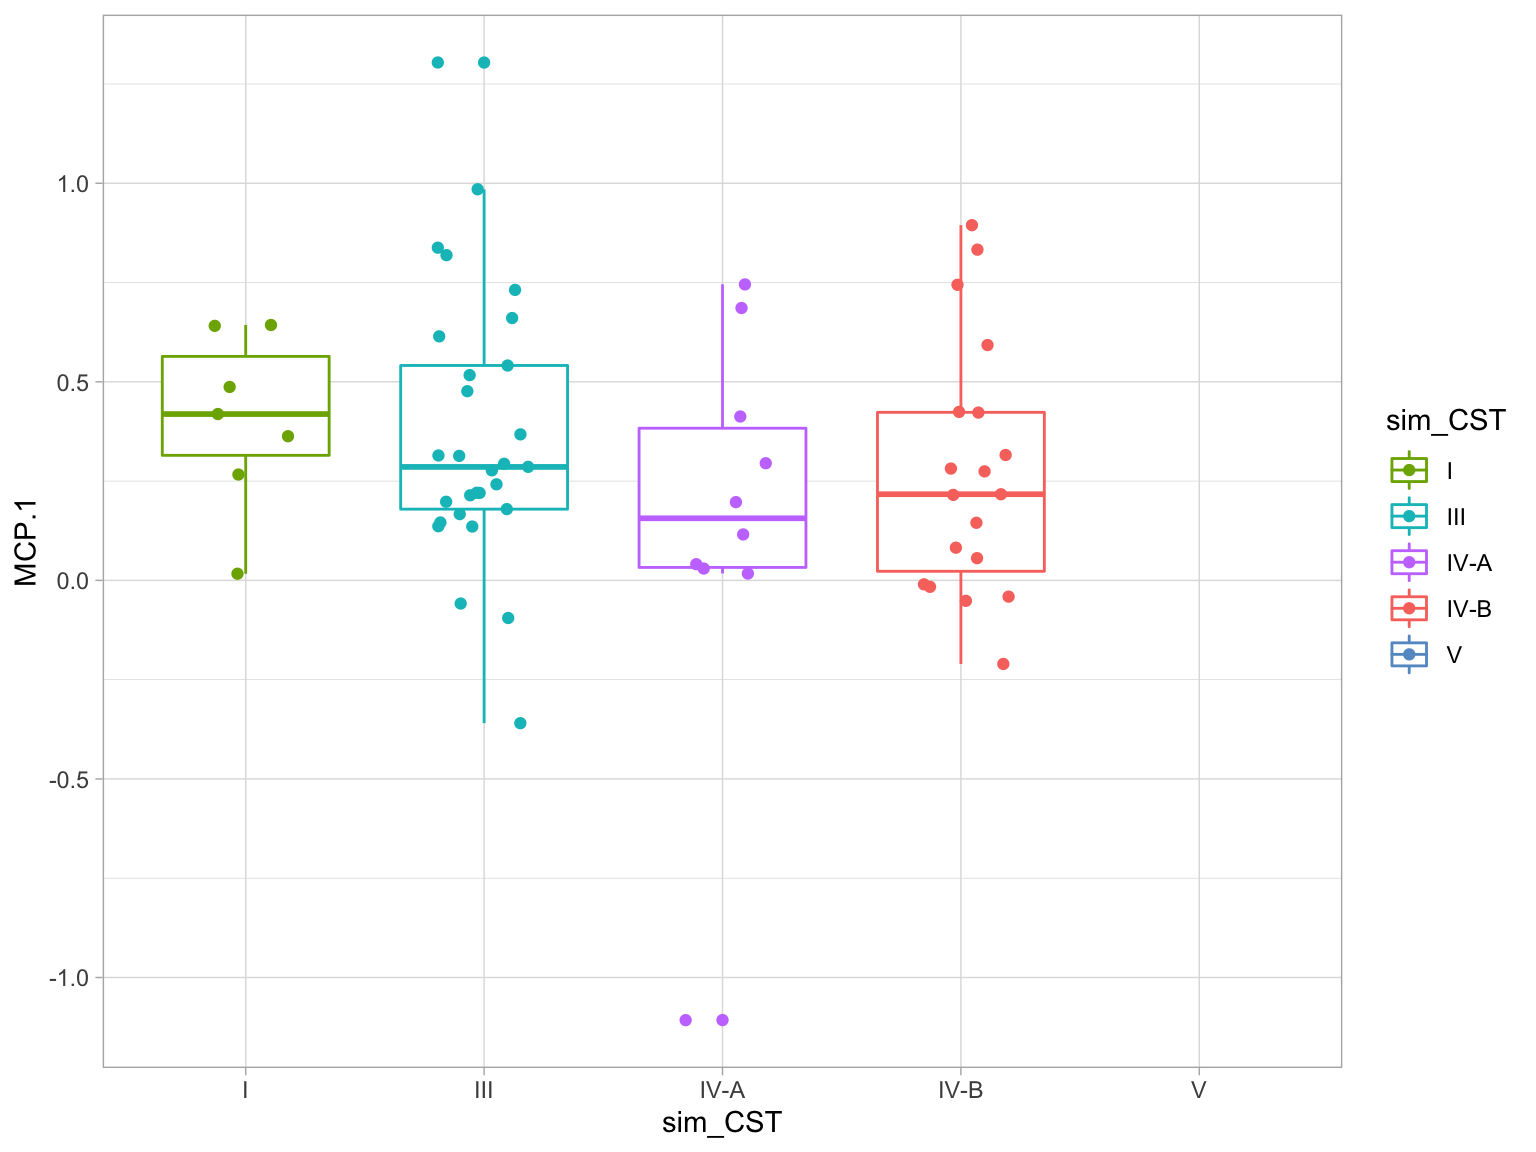 MCP.1
1.0
0.5
0.0
-0.5
-1.0
I III IV-A IV-B V
sim_CST
sim_CST
I
III
IV-A
IV-B
V